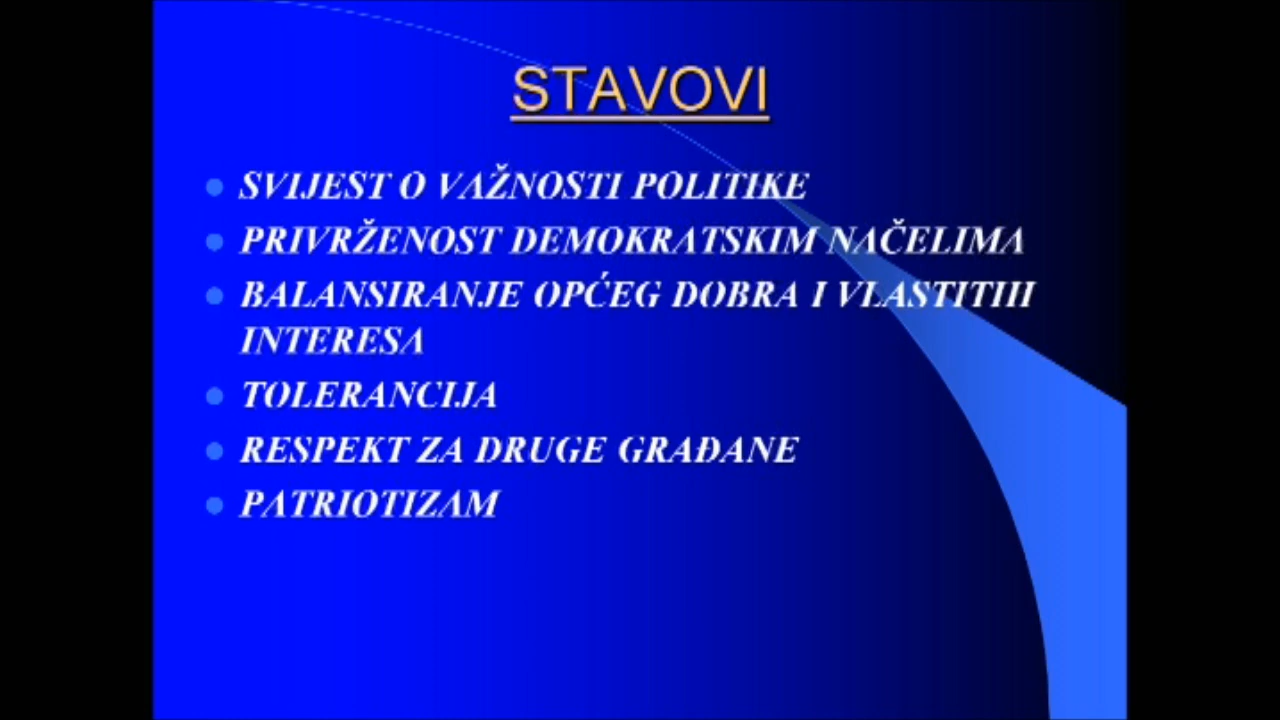 STAVOVI
SVIJEST O VAŽNOSTI POLITIKE
PRIVRŽENOST DEMOKRATSKIM NAČELIMA
BALANSIRANJE OPĆEG DOBRA I VLASTITIH
INTERESA
TOLERANCIJA
RESPEKT ZA DRUGE GRAĐANE
PATRIOTIZAM